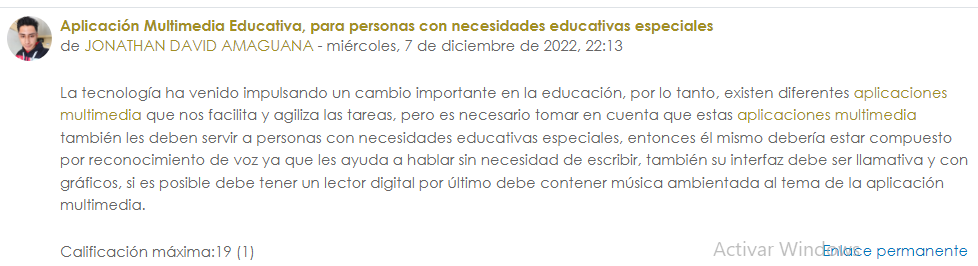 Aplicación Multimedia Educativa, para personas con necesidades educativas especiales
de JONATHAN DAVID AMAGUANA - miércoles, 7 de diciembre de 2022, 22:13
La tecnología ha venido impulsando un cambio importante en la educación, por lo tanto, existen diferentes aplicaciones
multimedia que nos facilita y agiliza las tareas, pero es necesario tomar en cuenta que estas aplicaciones multimedia
también les deben servir a personas con necesidades educativas especiales, entonces él mismo debería estar compuesto
por reconocimiento de voz ya que les ayuda a hablar sin necesidad de escribir, también su interfaz debe ser llamativa y con
gráficos, si es posible debe tener un lector digital por último debe contener música ambientada al tema de la aplicación
multimedia.
Calificación máxima:19 (1)
Activar Windows
Enlace permanente